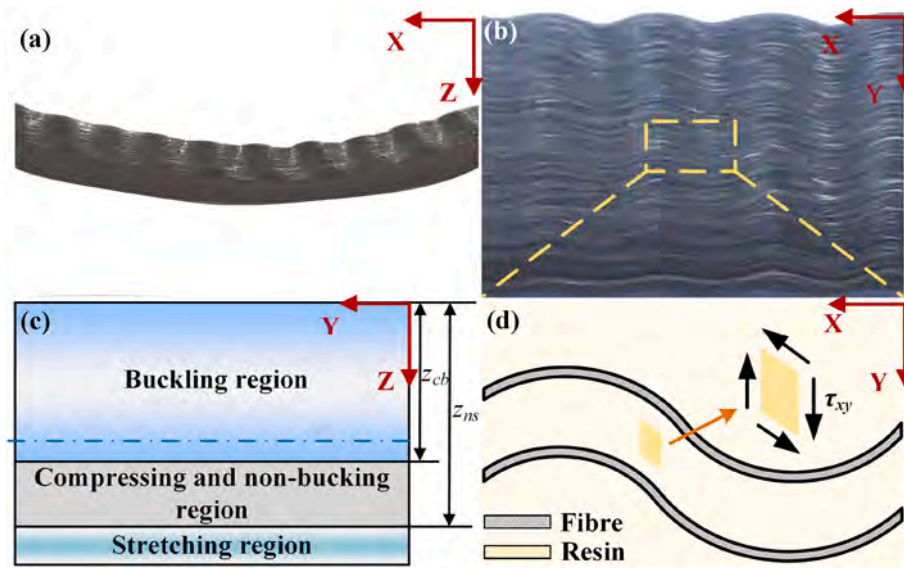 (a)
X
Z
(b)
X
Y
(c)
Y
Z
Buckling region
z_cb
z_ns
Compressing and non-bucking
region
Stretching region
(d)
X
Y
τ_xy
Fibre
Resin